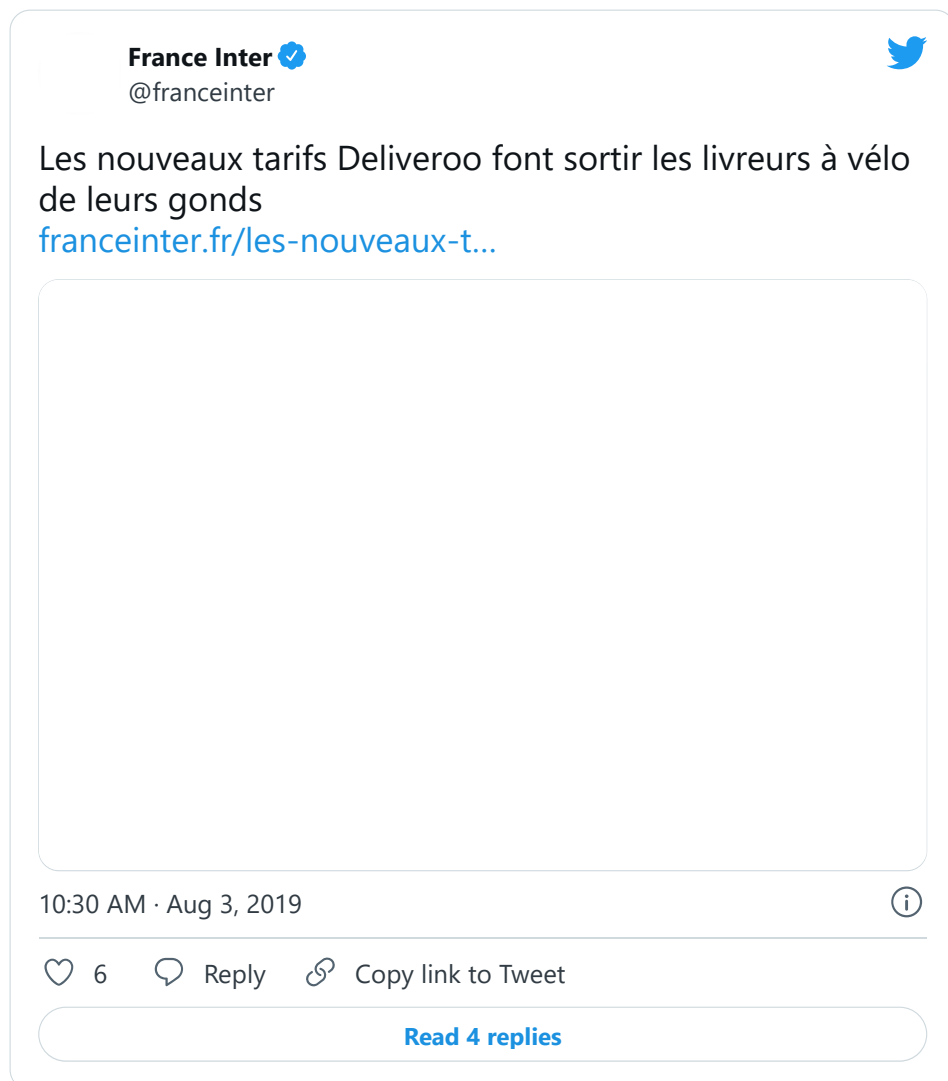 France Inter
@franceinter
Les nouveaux tarifs Deliveroo font sortir les livreurs à vélo
de leurs gonds
franceinter.fr/les-nouveaux-t...
10:30 AM · Aug 3, 2019
6 Reply Copy link to Tweet
Read 4 replies